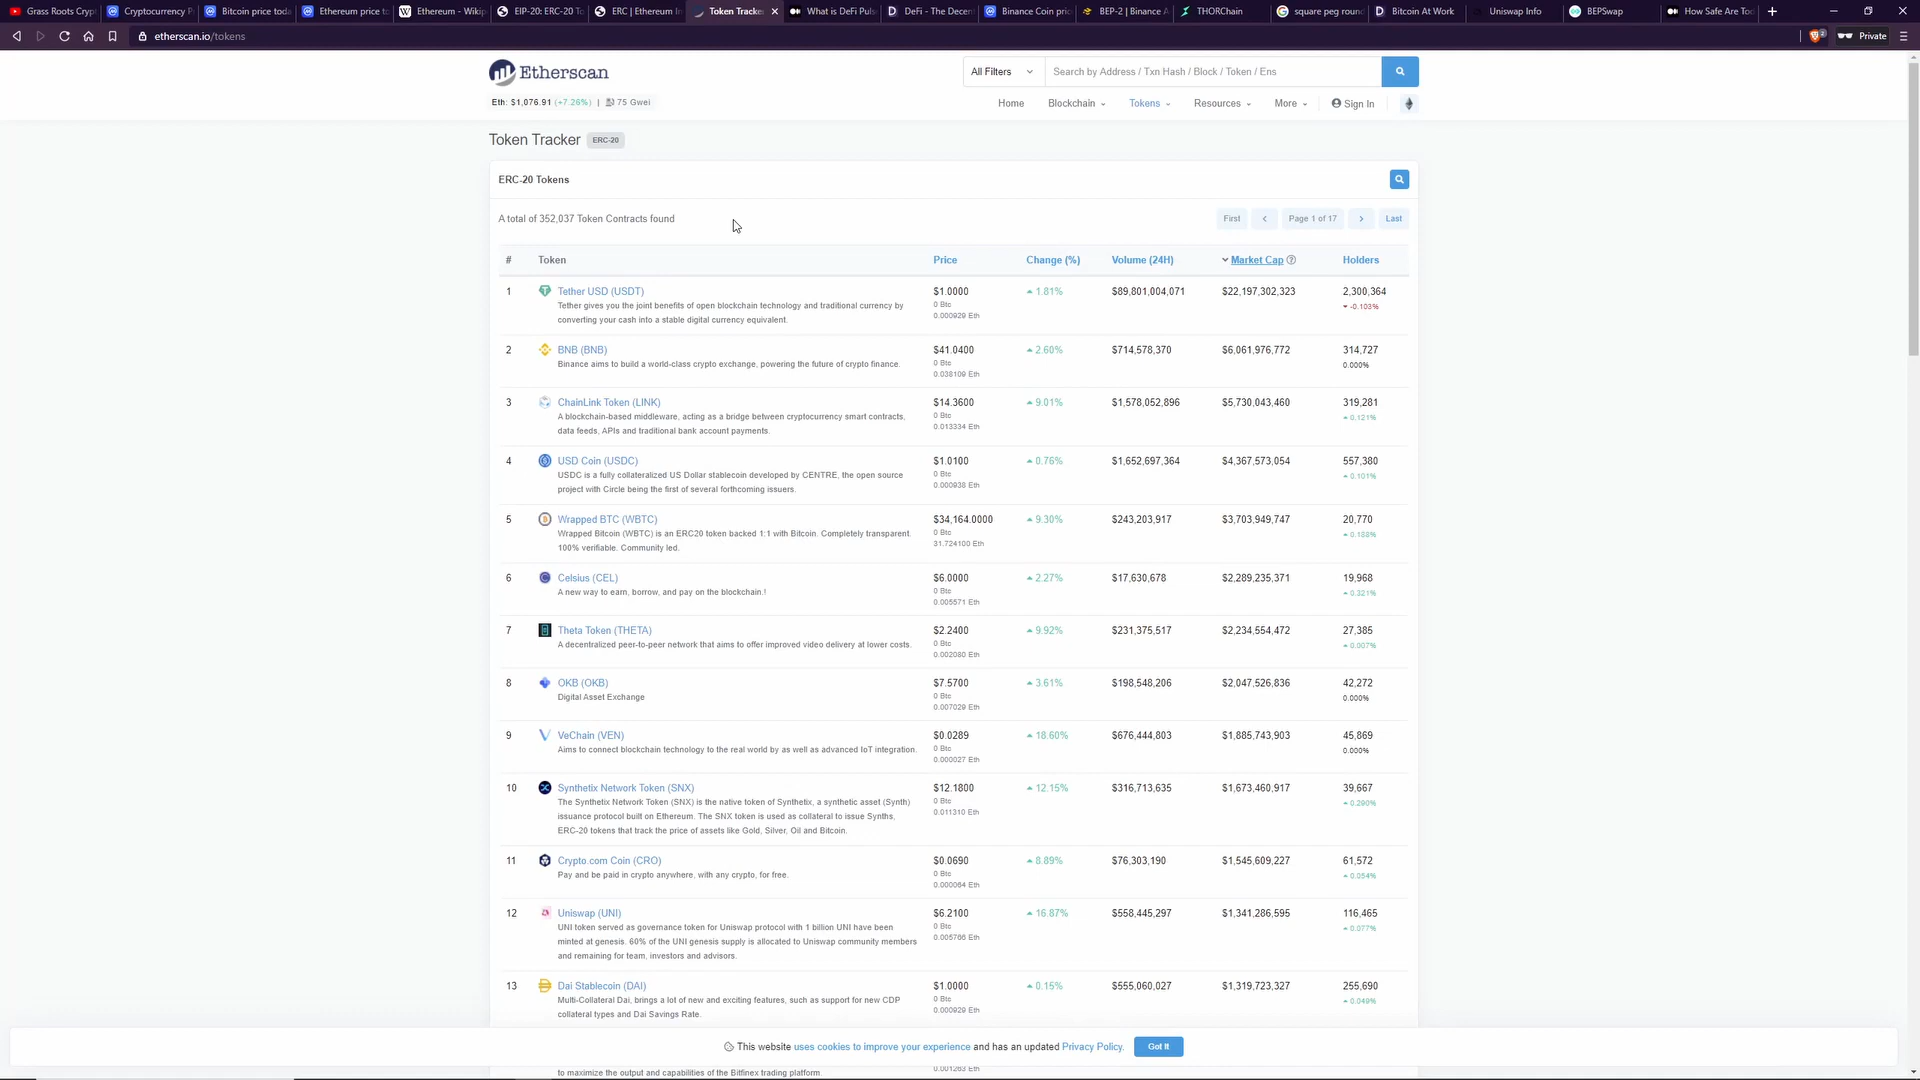 Grass Roots Crypt
Cryptocurrency P
Bitcoin price toda
Ethereum price to
Ethereum - Wikip
EIP-20: ERC-20 To
ERC | Ethereum Im
Token Tracke
What is DeFi Puls
DeFi - The Decen
Binance Coin pric
BEP-2 | Binance A
THORChain
square peg roun
Bitcoin At Work
Uniswap Info
BEPSwap
How Safe Are Tod
etherscan.io/tokens
Private
Etherscan
All Filters
Search by Address / Txn Hash / Block / Token / Ens
Eth: $1,076.91 (+7.26%) | 75 Gwei
Home Blockchain Tokens Resources More Sign In
Token Tracker ERC-20
ERC-20 Tokens
A total of 352,037 Token Contracts found
First Page 1 of 17 Last
# Token Price Change (%) Volume (24H) Market Cap Holders
1 Tether USD (USDT) $1.0000 1.81% $89,801,004,071 $22,197,302,323 2,300,364
Tether gives you the joint benefits of open blockchain technology and traditional currency by 0 Btc -0.103%
converting your cash into a stable digital currency equivalent. 0.000929 Eth
2 BNB (BNB) $41.0400 2.60% $714,578,370 $6,061,976,772 314,727
Binance aims to build a world-class crypto exchange, powering the future of crypto finance. 0 Btc 0.000%
0.038109 Eth
3 ChainLink Token (LINK) $14.3600 9.01% $1,578,052,896 $5,730,043,460 319,281
A blockchain-based middleware, acting as a bridge between cryptocurrency smart contracts, 0 Btc 0.121%
data feeds, APIs and traditional bank account payments. 0.013334 Eth
4 USD Coin (USDC) $1.0100 0.76% $1,652,697,364 $4,367,573,054 557,380
USDC is a fully collateralized US Dollar stablecoin developed by CENTRE, the open source 0 Btc 0.101%
project with Circle being the first of several forthcoming issuers. 0.000938 Eth
5 Wrapped BTC (WBTC) $34,164.0000 9.30% $243,203,917 $3,703,949,747 20,770
Wrapped Bitcoin (WBTC) is an ERC20 token backed 1:1 with Bitcoin. Completely transparent. 0 Btc 0.188%
100% verifiable. Community led. 31.724100 Eth
6 Celsius (CEL) $6.0000 2.27% $17,630,678 $2,289,235,371 19,968
A new way to earn, borrow, and pay on the blockchain.! 0 Btc 0.321%
0.005571 Eth
7 Theta Token (THETA) $2.2400 9.92% $231,375,517 $2,234,554,472 27,385
A decentralized peer-to-peer network that aims to offer improved video delivery at lower costs. 0 Btc 0.007%
0.002080 Eth
8 OKB (OKB) $7.5700 3.61% $198,548,206 $2,047,526,836 42,272
Digital Asset Exchange 0 Btc 0.000%
0.007029 Eth
9 VeChain (VEN) $0.0289 18.60% $676,444,803 $1,885,743,903 45,869
Aims to connect blockchain technology to the real world by as well as advanced IoT integration. 0 Btc 0.000%
0.000027 Eth
10 Synthetix Network Token (SNX) $12.1800 12.15% $316,713,635 $1,673,460,917 39,667
The Synthetix Network Token (SNX) is the native token of Synthetix, a synthetic asset (Synth) 0 Btc 0.290%
issuance protocol built on Ethereum. The SNX token is used as collateral to issue Synths, 0.011310 Eth
ERC-20 tokens that track the price of assets like Gold, Silver, Oil and Bitcoin.
11 Crypto.com Coin (CRO) $0.0690 8.89% $76,303,190 $1,545,609,227 61,572
Pay and be paid in crypto anywhere, with any crypto, for free. 0 Btc 0.054%
0.000064 Eth
12 Uniswap (UNI) $6.2100 16.87% $558,445,297 $1,341,286,595 116,465
UNI token served as governance token for Uniswap protocol with 1 billion UNI have been 0 Btc 0.077%
minted at genesis. 60% of the UNI genesis supply is allocated to Uniswap community members 0.005766 Eth
and remaining for team, investors and advisors.
13 Dai Stablecoin (DAI) $1.0000 0.15% $555,060,027 $1,319,723,327 255,690
Multi-Collateral Dai, brings a lot of new and exciting features, such as support for new CDP 0 Btc 0.049%
collateral types and Dai Savings Rate. 0.000929 Eth
This website uses cookies to improve your experience and has an updated Privacy Policy. Got It
to maximize the output and capabilities of the Bitfinex trading platform. 0.001263 Eth